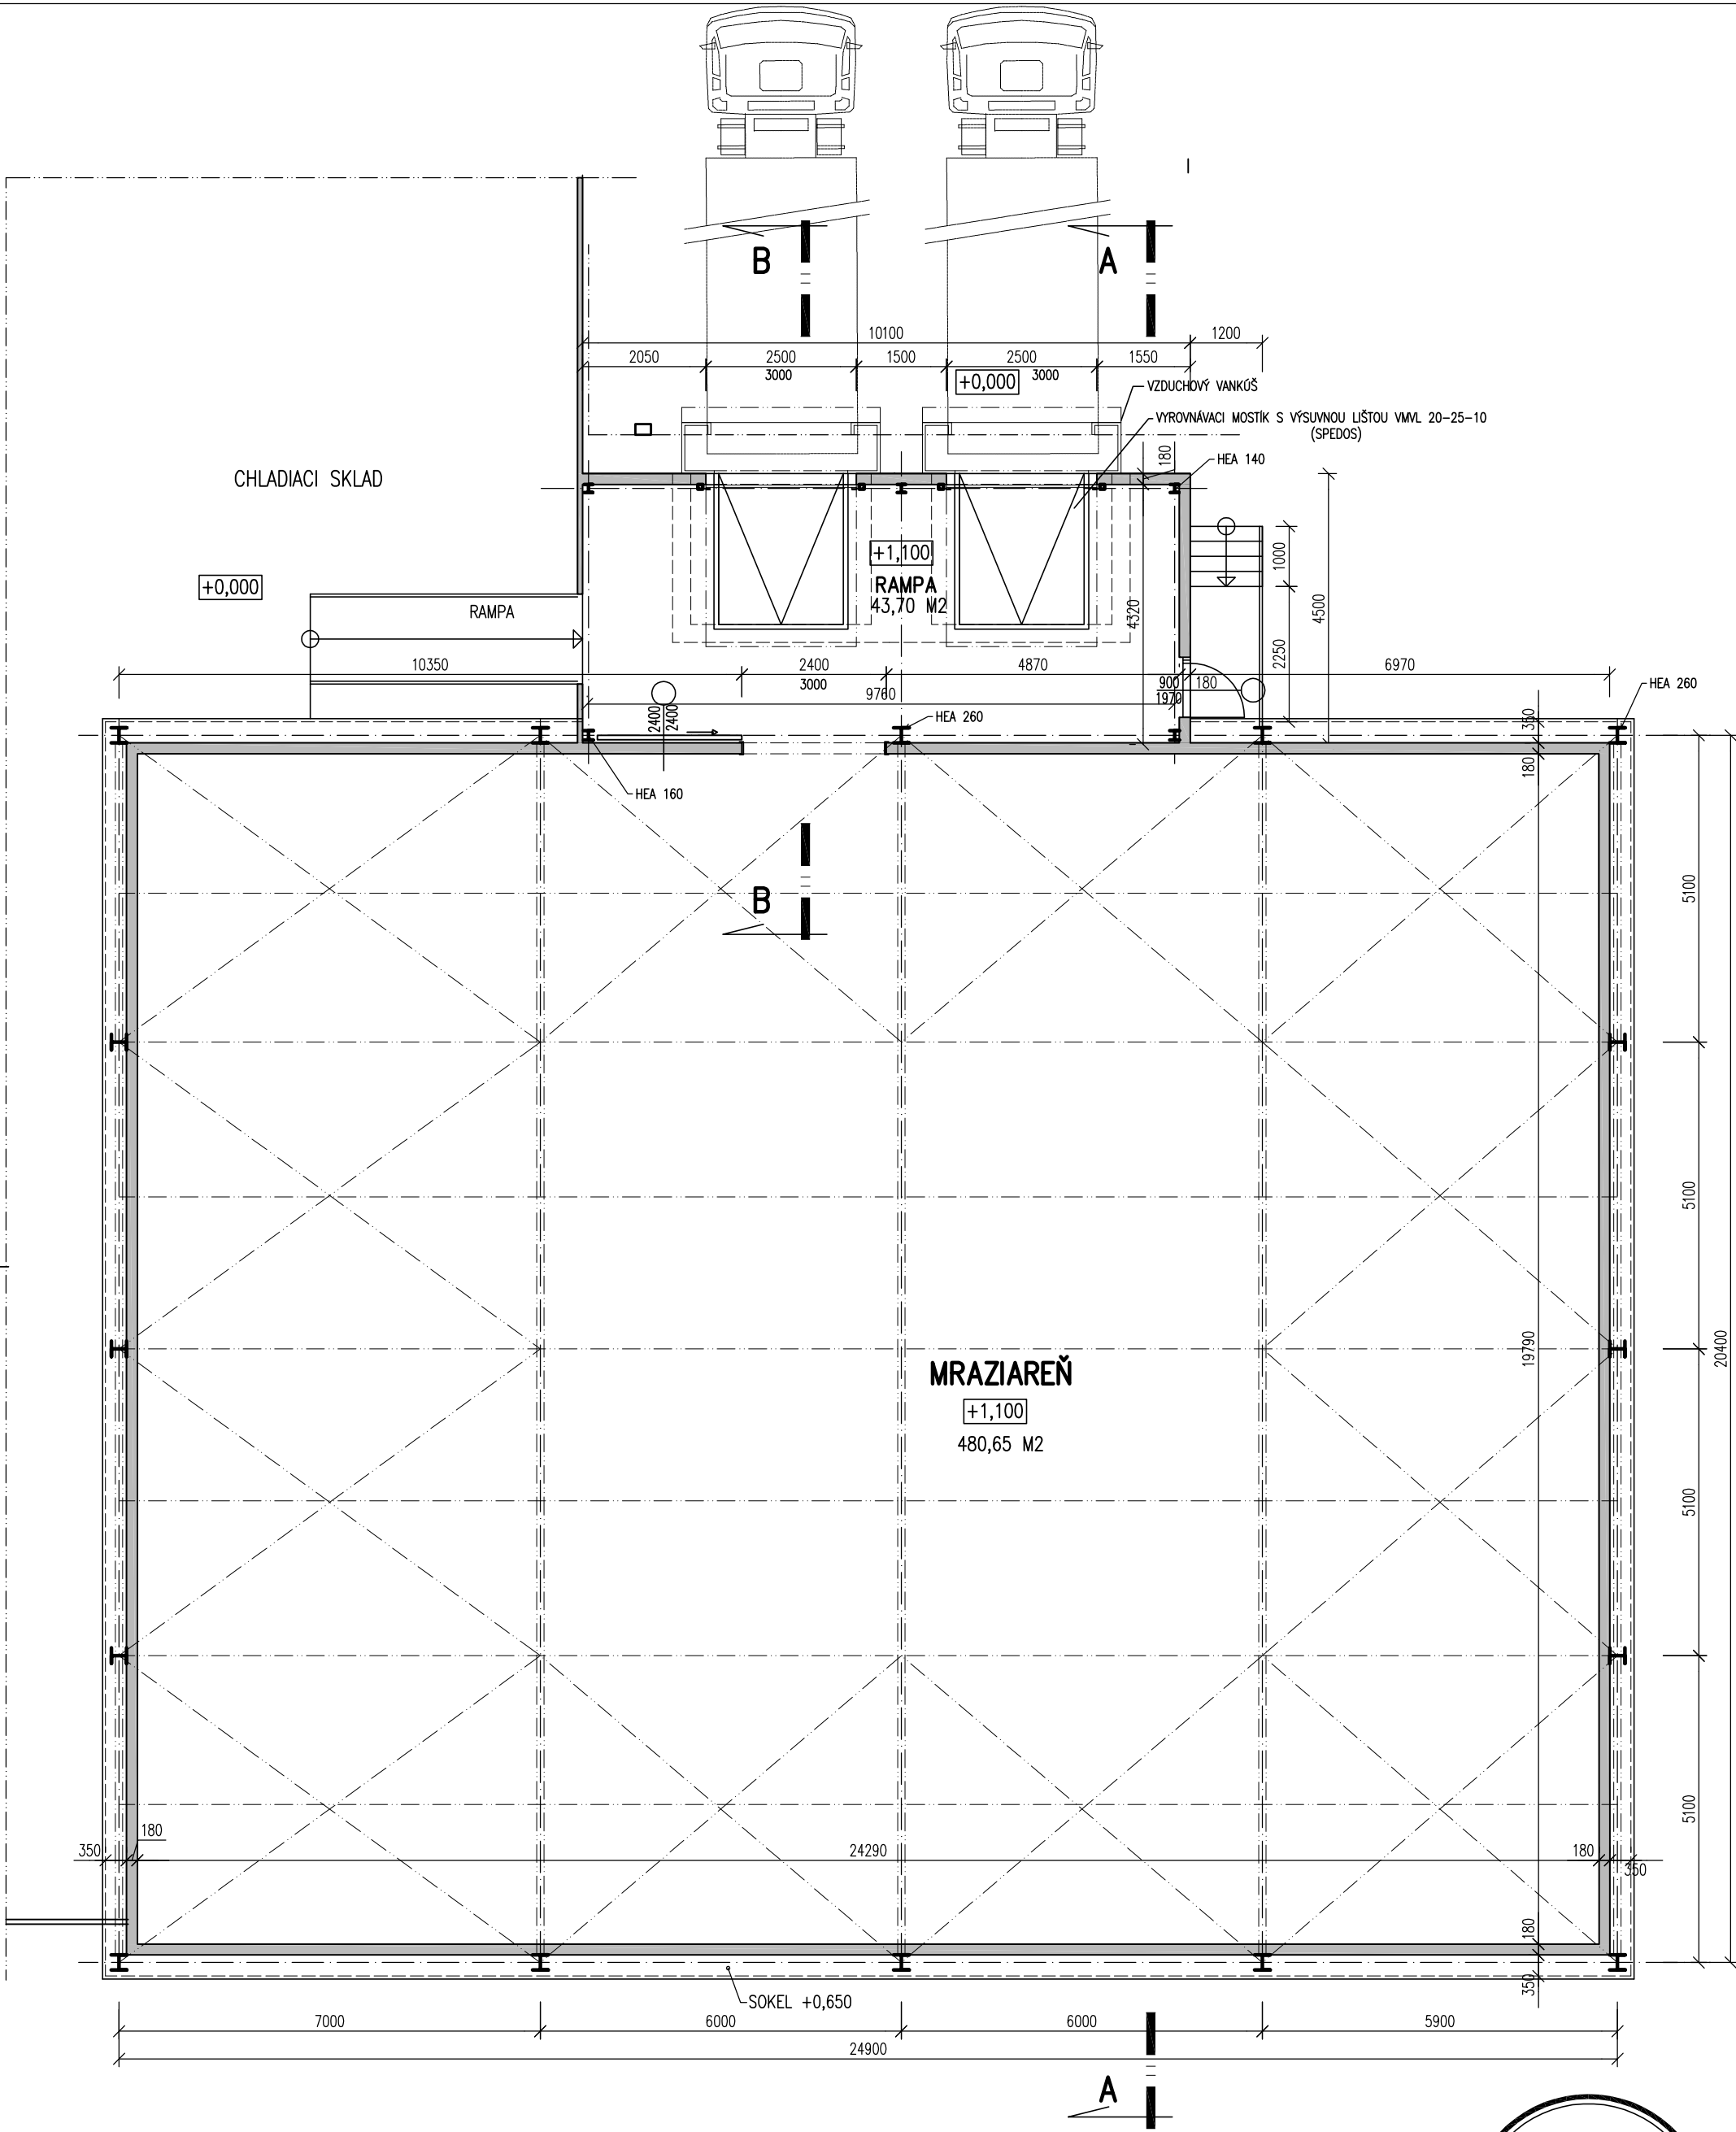 B
A
10100
1200
2050
2500
1500
2500
1550
3000
+0,000
3000
VZDUCHOVÝ VANKÚŠ
VYROVNÁVACI MOSTÍK S VÝSUVNOU LIŠTOU VMVL 20-25-10
(SPEDOS)
180
HEA 140
CHLADIACI SKLAD
+0,000
RAMPA
+1,100
RAMPA
43,70 M2
4320
1000
4500
2250
10350
2400
4870
6970
3000
9760
900
1970
180
HEA 260
HEA 260
2400
2400
350
180
HEA 160
B
5100
5100
19790
20400
MRAZIAREŇ
+1,100
480,65 M2
5100
5100
350
180
24290
180
350
180
350
SOKEL +0,650
7000
6000
6000
5900
24900
A